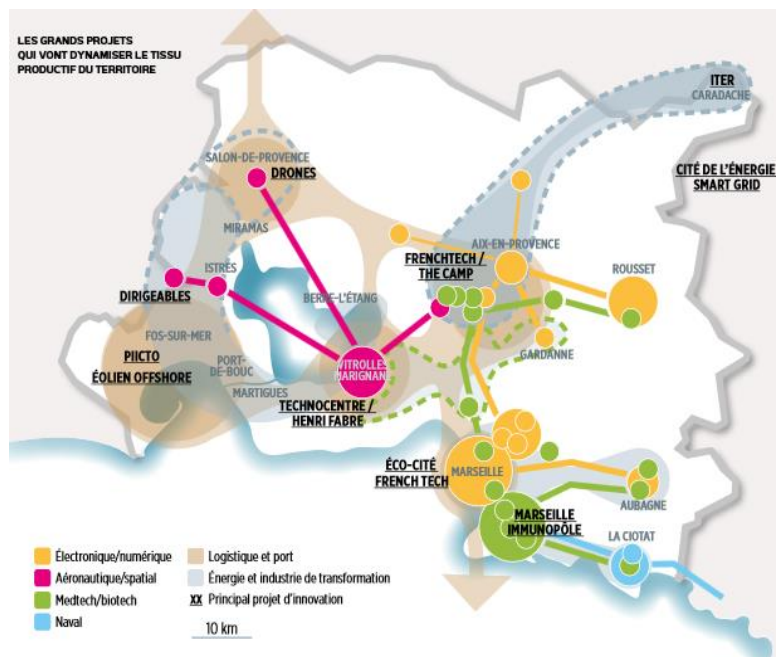 LES GRANDS PROJETS
QUI VONT DYNAMISER LE TISSU
PRODUCTIF DU TERRITOIRE
ITER
CARADACHE
SALON-DE-PROVENCE
DRONES
CITÉ DE L'ÉNERGIE
SMART GRID
MIRAMAS
AIX-EN-PROVENCE
FRENCHTECH /
THE CAMP
ROUSSET
ISTRES
DIRIGEABLES
BERRE-L'ÉTANG
FOS-SUR-MER
GARDANNE
PIICTO
ÉOLIEN OFFSHORE
PORT-
DE-BOUC
VITROLLES
MARIGNANE
MARTIGUES
TECHNOCENTRE /
HENRI FABRE
ÉCO-CITÉ
FRENCH TECH
MARSEILLE
AUBAGNE
MARSEILLE
IMMUNOPÔLE
LA CIOTAT
Électronique/numérique
Aéronautique/spatial
Medtech/biotech
Naval
Logistique et port
Énergie et industrie de transformation
XX Principal projet d'innovation
10 km